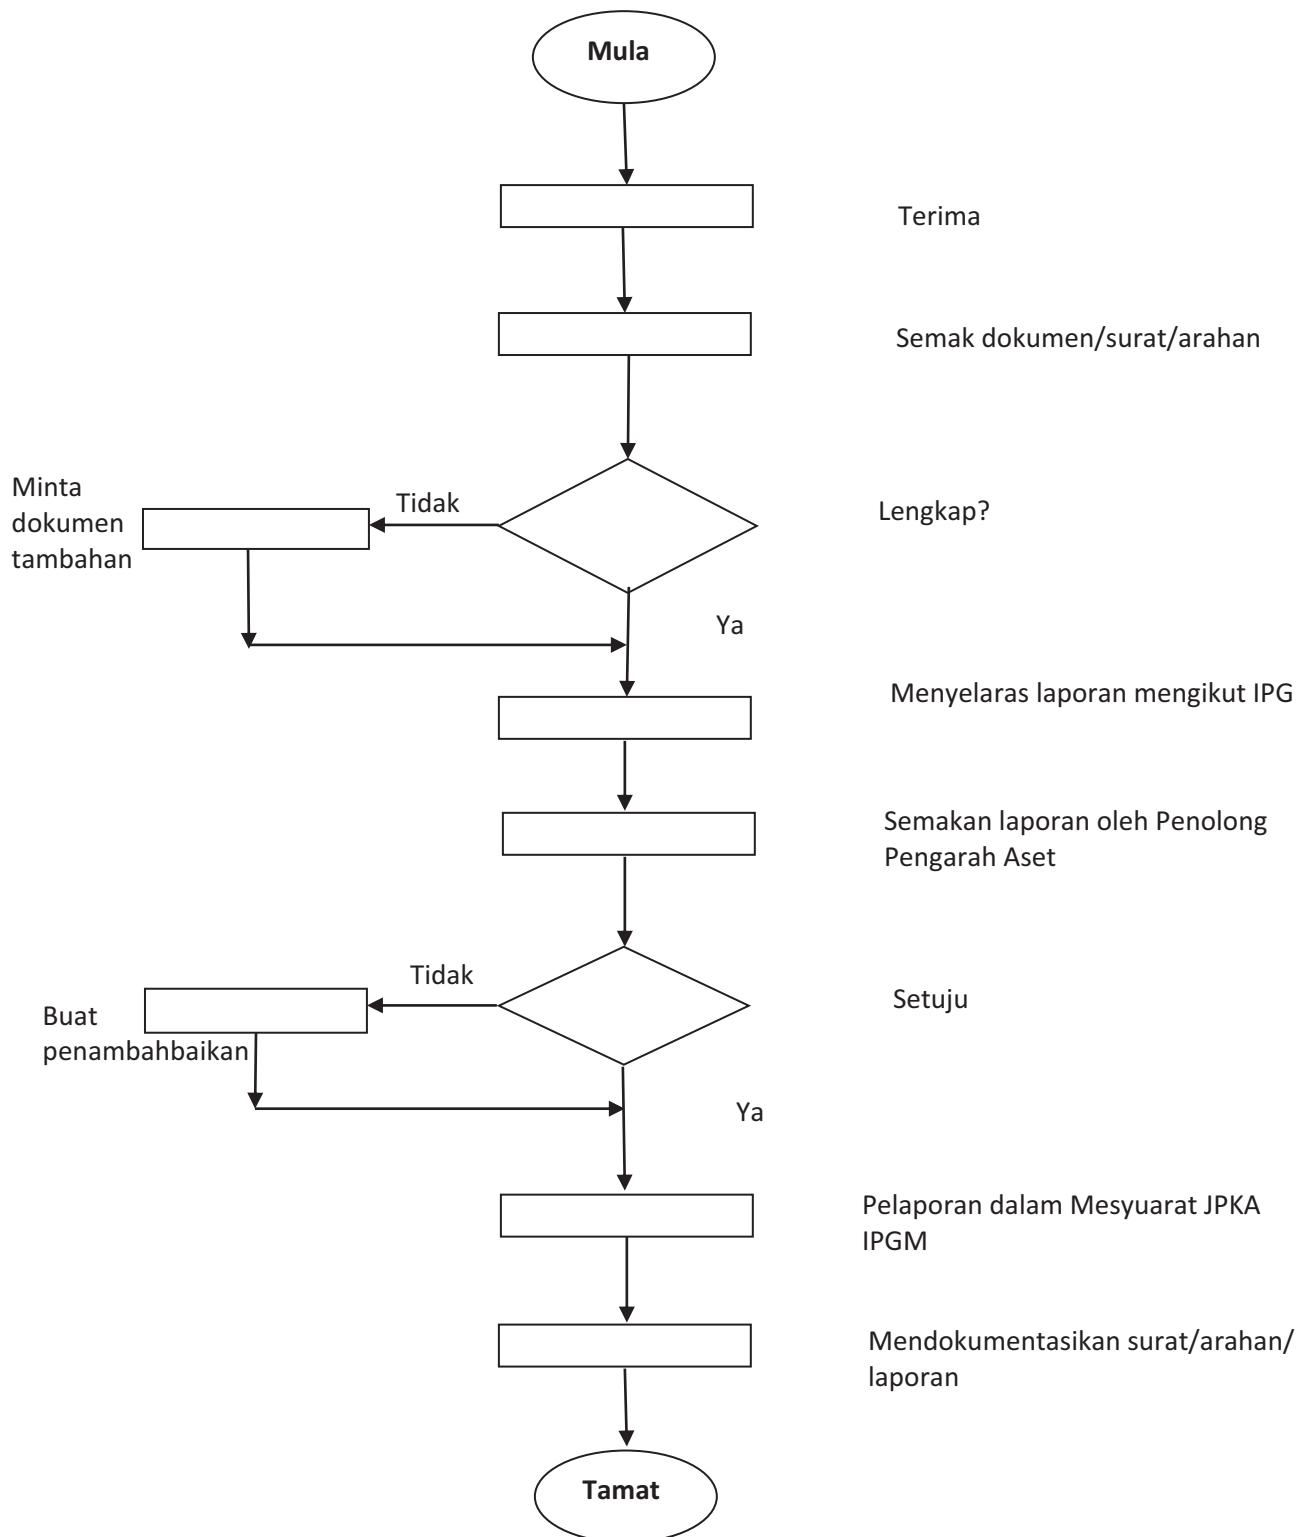 Mula
Terima
Semak dokumen/surat/arahan
Minta
dokumen
tambahan
Tidak
Lengkap?
Ya
Menyelaras laporan mengikut IPG
Semakan laporan oleh Penolong
Pengarah Aset
Tidak
Setuju
Buat
penambahbaikan
Ya
Pelaporan dalam Mesyuarat JPKA
IPGM
Mendokumentasikan surat/arahan/
laporan
Tamat